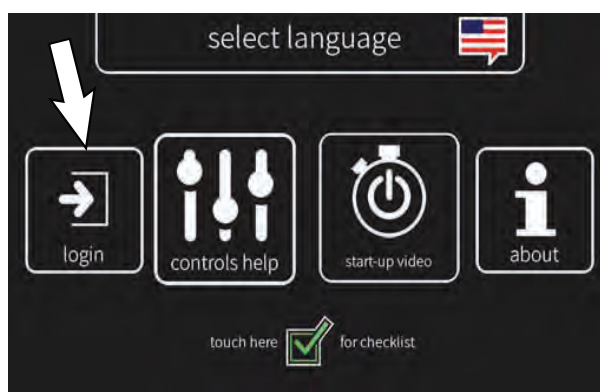 select language
login
controls help
start-up video
about
touch here for checklist